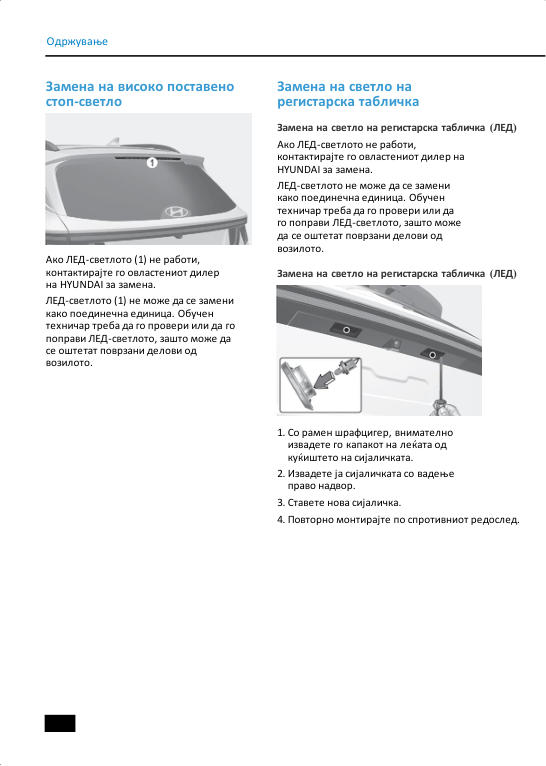 Одржување
Замена на високо поставено
стоп-светло
1
Ако ЛЕД-светлото (1) не работи,
контактирајте го овластениот дилер
на HYUNDAI за замена.
ЛЕД-светлото (1) не може да се замени
како поединечна единица. Обучен
техничар треба да го провери или да го
поправи ЛЕД-светлото, зашто може да
се оштетат поврзани делови од
возилото.
Замена на светло на
регистарска табличка
Замена на светло на регистарска табличка (ЛЕД)
Ако ЛЕД-светлото не работи,
контактирајте го овластениот дилер на
HYUNDAI за замена.
ЛЕД-светлото не може да се замени
како поединечна единица. Обучен
техничар треба да го провери или да
го поправи ЛЕД-светлото, зашто може
да се оштетат поврзани делови од
возилото.
Замена на светло на регистарска табличка (ЛЕД)
1. Со рамен шрафцигер, внимателно
извадете го капакот на леќата од
куќиштето на сијаличката.
2. Извадете ја сијаличката со вадење
право надвор.
3. Ставете нова сијаличка.
4. Повторно монтирајте по спротивниот редослед.